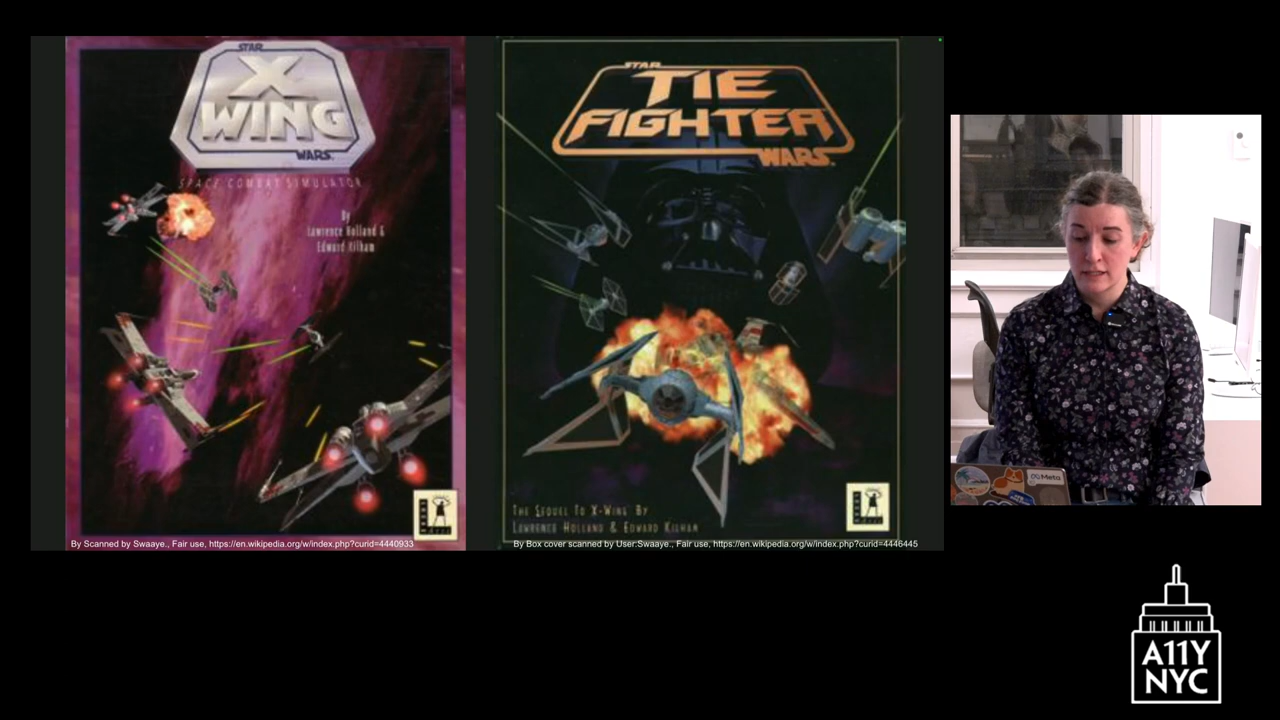 STAR
X
WING
WARS
SPACE COMBAT SIMULATOR
By
Lawrence Holland &
Edward Kilham
By Scanned by Swaaye., Fair use, https://en.wikipedia.org/w/index.php?curid=4440933
STAR
TIE
FIGHTER
WARS
THE SEQUEL TO X-WING BY
LAWRENCE HOLLAND & EDWARD KILHAM
By Box cover scanned by User:Swaaye., Fair use, https://en.wikipedia.org/w/index.php?curid=4446445
Meta
A11Y
NYC